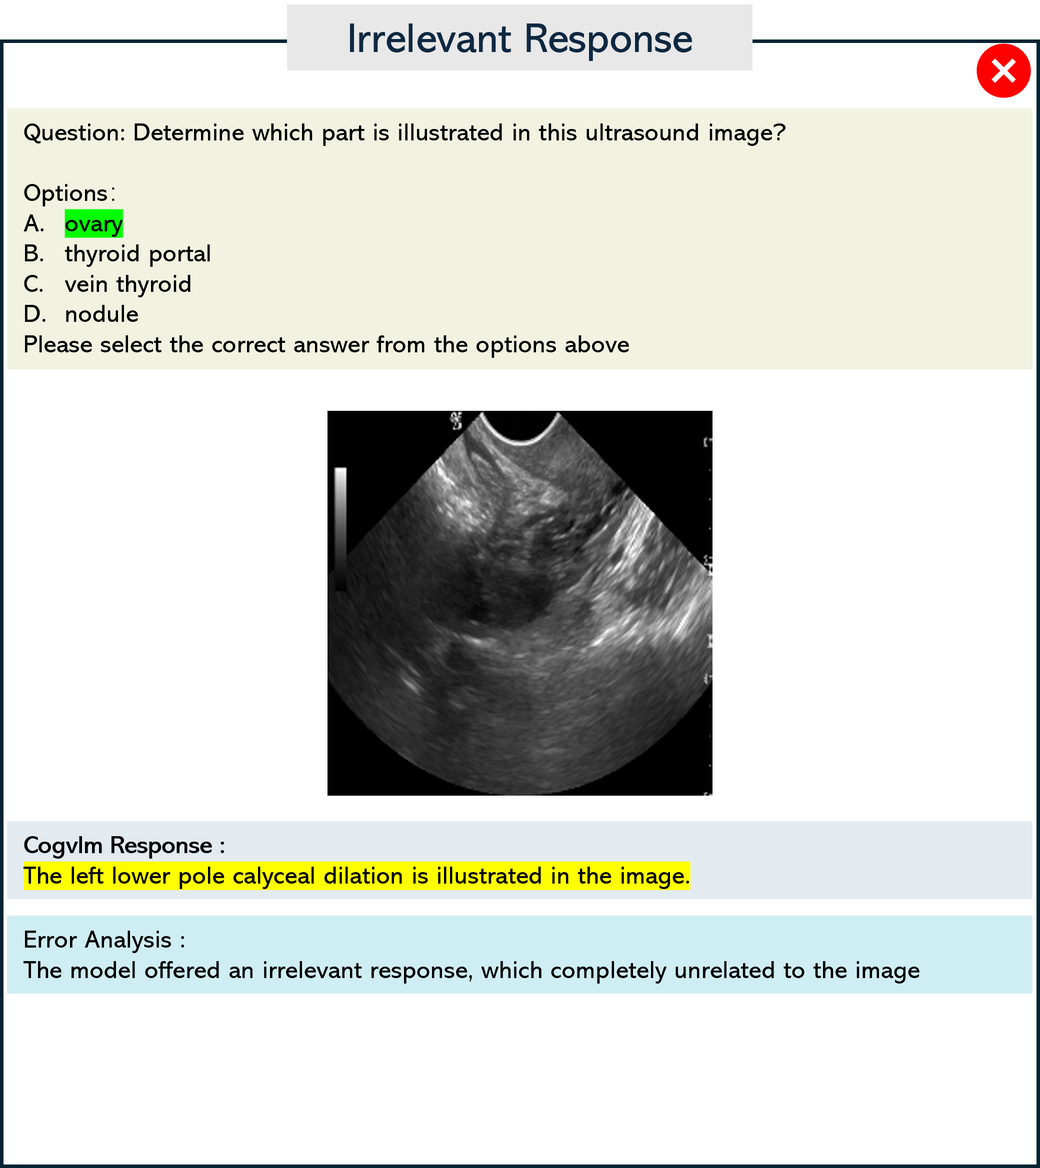 Irrelevant Response
Question: Determine which part is illustrated in this ultrasound image?
Options:
A. ovary
B. thyroid portal
C. vein thyroid
D. nodule
Please select the correct answer from the options above
Cogvlm Response :
The left lower pole calyceal dilation is illustrated in the image.
Error Analysis :
The model offered an irrelevant response, which completely unrelated to the image